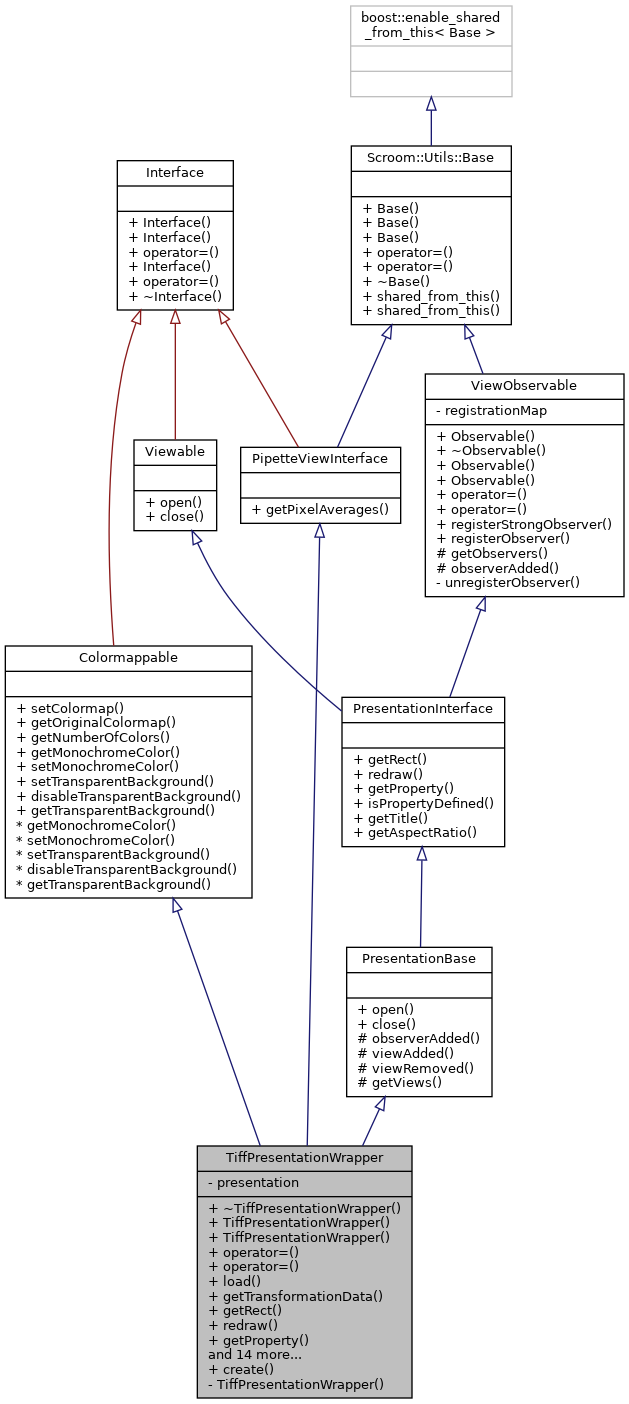 boost::enable_shared
_from_this< Base >
Interface
+ Interface()
+ Interface()
+ operator=()
+ Interface()
+ operator=()
+ ~Interface()
Scroom::Utils::Base
+ Base()
+ Base()
+ Base()
+ operator=()
+ operator=()
+ ~Base()
+ shared_from_this()
+ shared_from_this()
ViewObservable
- registrationMap
+ Observable()
+ ~Observable()
+ Observable()
+ Observable()
+ operator=()
+ operator=()
+ registerStrongObserver()
+ registerObserver()
# getObservers()
# observerAdded()
- unregisterObserver()
Viewable
+ open()
+ close()
PipetteViewInterface
+ getPixelAverages()
Colormappable
+ setColormap()
+ getOriginalColormap()
+ getNumberOfColors()
+ getMonochromeColor()
+ setMonochromeColor()
+ setTransparentBackground()
+ disableTransparentBackground()
+ getTransparentBackground()
* getMonochromeColor()
* setMonochromeColor()
* setTransparentBackground()
* disableTransparentBackground()
* getTransparentBackground()
PresentationInterface
+ getRect()
+ redraw()
+ getProperty()
+ isPropertyDefined()
+ getTitle()
+ getAspectRatio()
PresentationBase
+ open()
+ close()
# observerAdded()
# viewAdded()
# viewRemoved()
# getViews()
TiffPresentationWrapper
- presentation
+ ~TiffPresentationWrapper()
+ TiffPresentationWrapper()
+ TiffPresentationWrapper()
+ operator=()
+ operator=()
+ load()
+ getTransformationData()
+ getRect()
+ redraw()
+ getProperty()
and 14 more...
+ create()
- TiffPresentationWrapper()